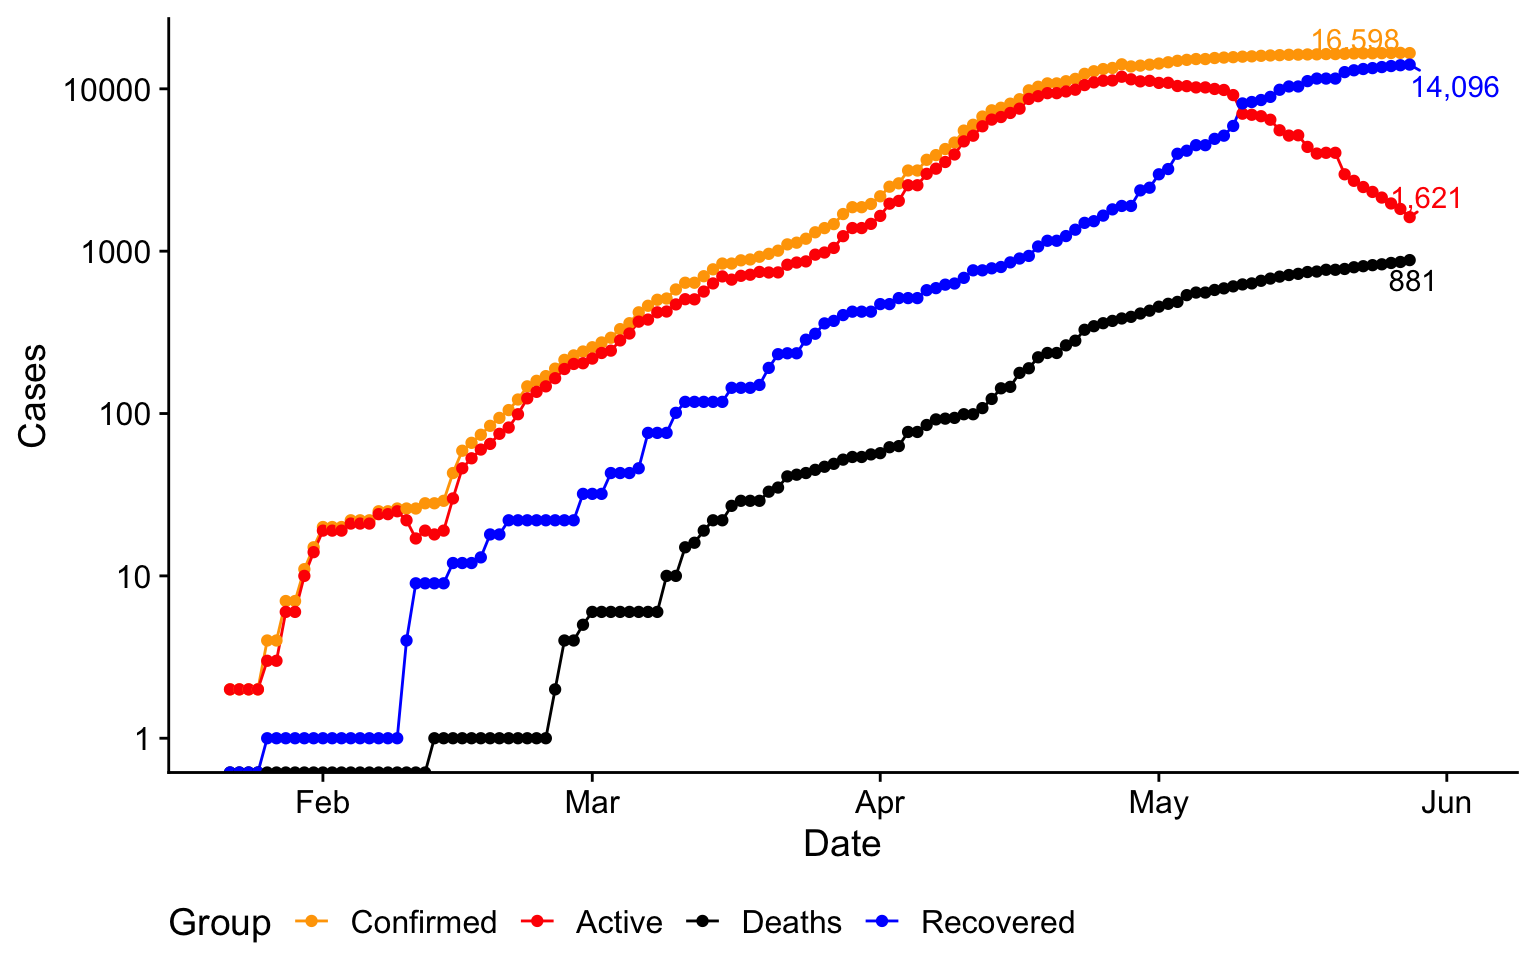 16,598
10000
14,096
1,621
1000
881
Cases
100
10
1
Feb Mar Apr May Jun
Date
Group Confirmed Active Deaths Recovered